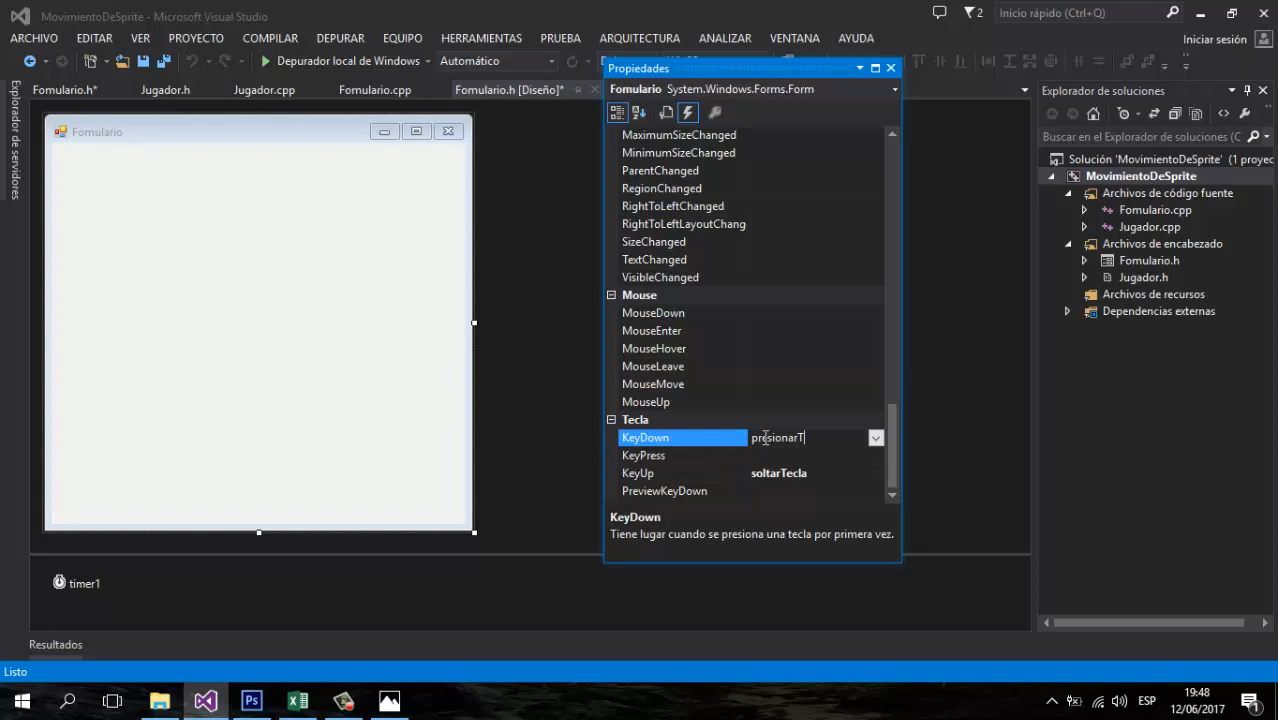 MovimientoDeSprite - Microsoft Visual Studio
2
Inicio rápido (Ctrl+Q)
ARCHIVO EDITAR VER PROYECTO COMPILAR DEPURAR EQUIPO HERRAMIENTAS PRUEBA ARQUITECTURA ANALIZAR VENTANA AYUDA
Iniciar sesión
Depurador local de Windows Automático
Propiedades
Fomulario.h* Jugador.h Jugador.cpp Fomulario.cpp Fomulario.h [Diseño]*
Explorador de servidores
Fomulario
Fomulario System.Windows.Forms.Form
MaximumSizeChanged
MinimumSizeChanged
ParentChanged
RegionChanged
RightToLeftChanged
RightToLeftLayoutChang
SizeChanged
TextChanged
VisibleChanged
Mouse
MouseDown
MouseEnter
MouseHover
MouseLeave
MouseMove
MouseUp
Tecla
KeyDown presionarT
KeyPress
KeyUp soltarTecla
PreviewKeyDown
KeyDown
Tiene lugar cuando se presiona una tecla por primera vez.
Explorador de soluciones
Buscar en el Explorador de soluciones (C
Solución 'MovimientoDeSprite' (1 proyec
MovimientoDeSprite
Archivos de código fuente
Fomulario.cpp
Jugador.cpp
Archivos de encabezado
Fomulario.h
Jugador.h
Archivos de recursos
Dependencias externas
timer1
Resultados
Listo
ESP
19:48
12/06/2017
1